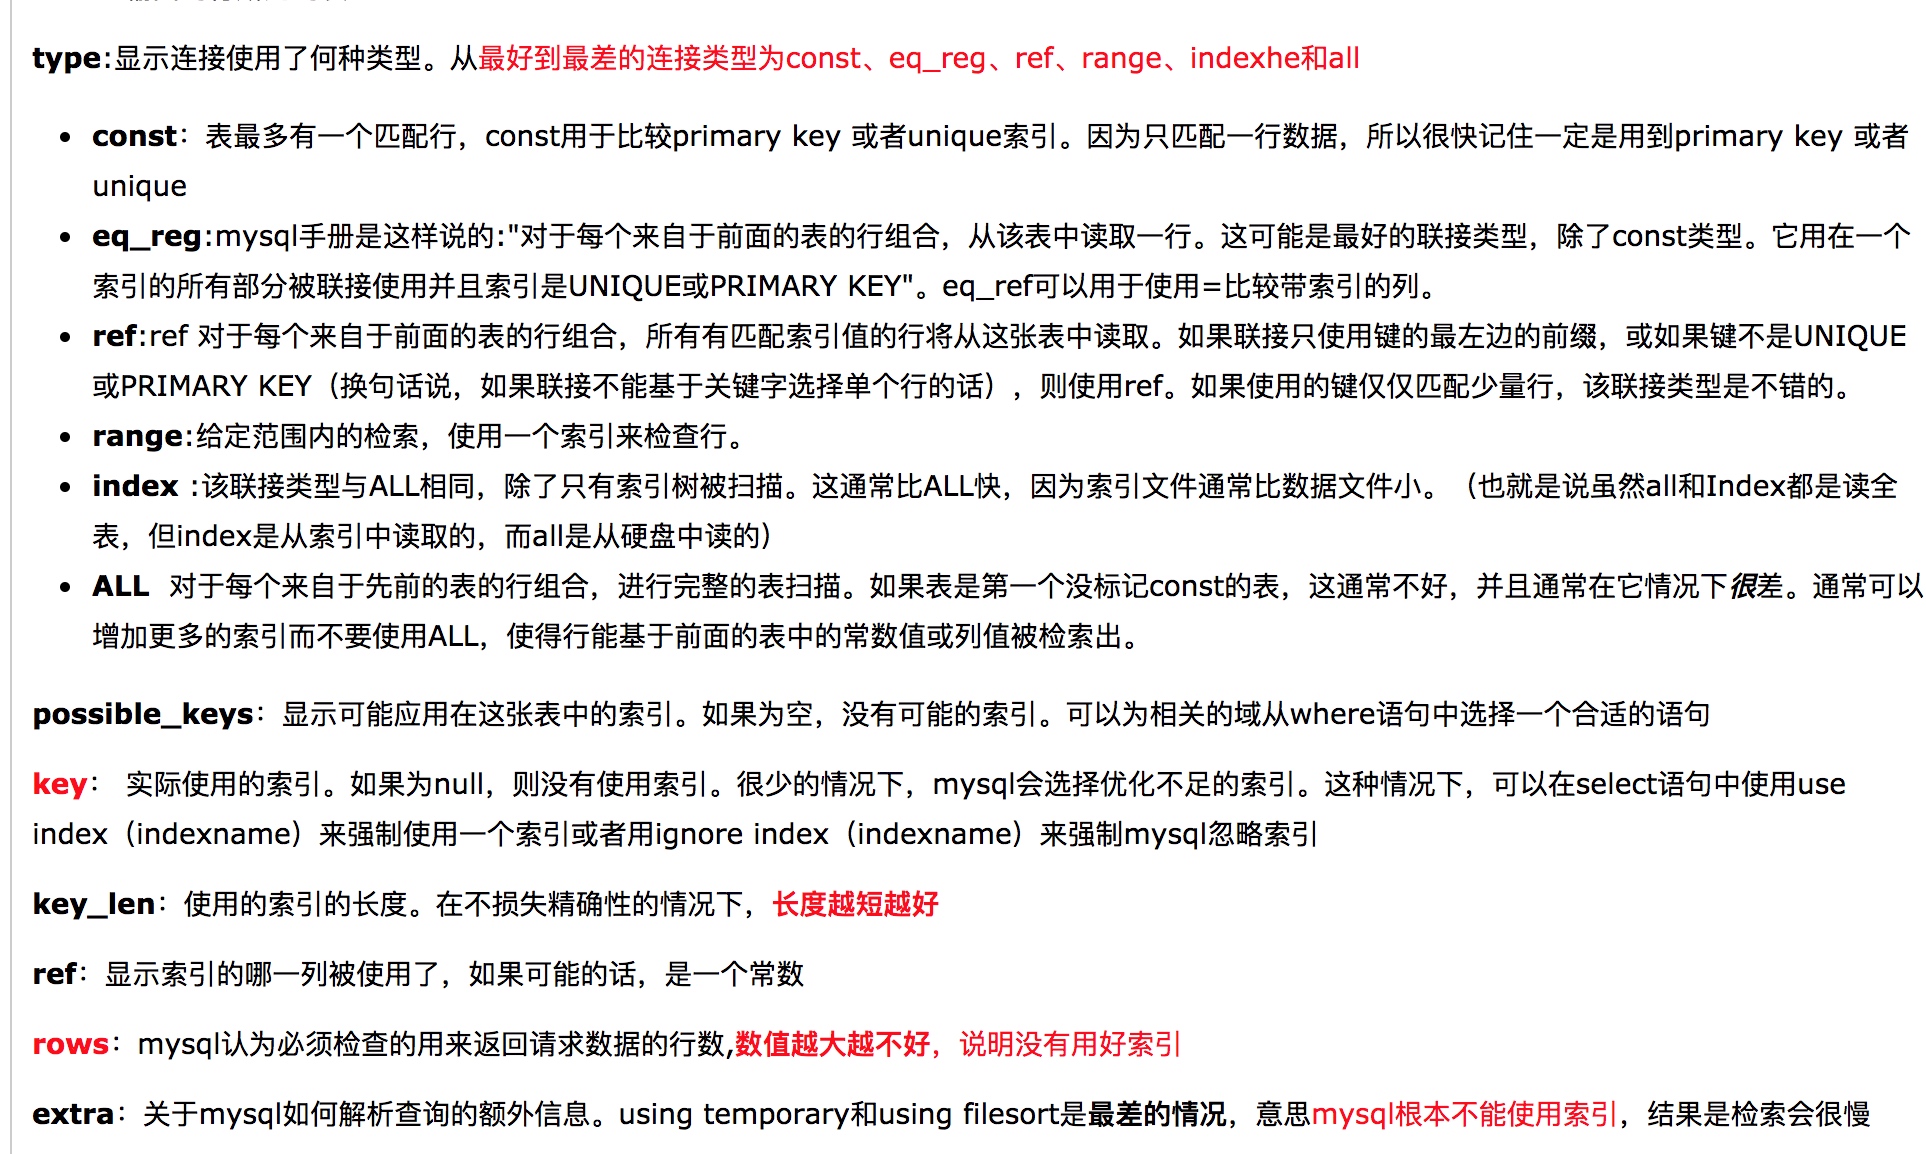 type:显示连接使用了何种类型。从最好到最差的连接类型为const、eq_reg、ref、range、indexhe和all
const：表最多有一个匹配行，const用于比较primary key 或者unique索引。因为只匹配一行数据，所以很快记住一定是用到primary key 或者
unique
eq_reg:mysql手册是这样说的:"对于每个来自于前面的表的行组合，从该表中读取一行。这可能是最好的联接类型，除了const类型。它用在一个
索引的所有部分被联接使用并且索引是UNIQUE或PRIMARY KEY"。eq_ref可以用于使用=比较带索引的列。
ref:ref 对于每个来自于前面的表的行组合，所有有匹配索引值的行将从这张表中读取。如果联接只使用键的最左边的前缀，或如果键不是UNIQUE
或PRIMARY KEY（换句话说，如果联接不能基于关键字选择单个行的话），则使用ref。如果使用的键仅仅匹配少量行，该联接类型是不错的。
range:给定范围内的检索，使用一个索引来检查行。
index :该联接类型与ALL相同，除了只有索引树被扫描。这通常比ALL快，因为索引文件通常比数据文件小。（也就是说虽然all和Index都是读全
表，但index是从索引中读取的，而all是从硬盘中读的）
ALL  对于每个来自于先前的表的行组合，进行完整的表扫描。如果表是第一个没标记const的表，这通常不好，并且通常在它情况下很差。通常可以
增加更多的索引而不要使用ALL，使得行能基于前面的表中的常数值或列值被检索出。
possible_keys：显示可能应用在这张表中的索引。如果为空，没有可能的索引。可以为相关的域从where语句中选择一个合适的语句
key： 实际使用的索引。如果为null，则没有使用索引。很少的情况下，mysql会选择优化不足的索引。这种情况下，可以在select语句中使用use
index（indexname）来强制使用一个索引或者用ignore index（indexname）来强制mysql忽略索引
key_len：使用的索引的长度。在不损失精确性的情况下，长度越短越好
ref：显示索引的哪一列被使用了，如果可能的话，是一个常数
rows：mysql认为必须检查的用来返回请求数据的行数,数值越大越不好，说明没有用好索引
extra：关于mysql如何解析查询的额外信息。using temporary和using filesort是最差的情况，意思mysql根本不能使用索引，结果是检索会很慢